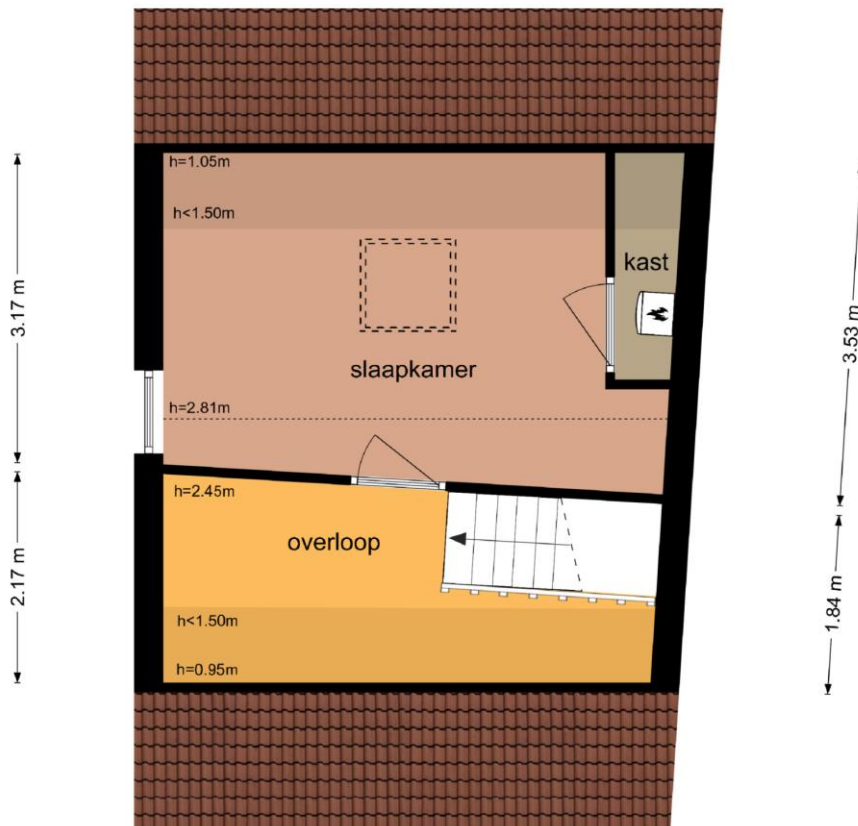 h=1.05m
h<1.50m
kast
3.17 m
3.53 m
slaapkamer
h=2.81m
h=2.45m
overloop
2.17 m
1.84 m
h<1.50m
h=0.95m